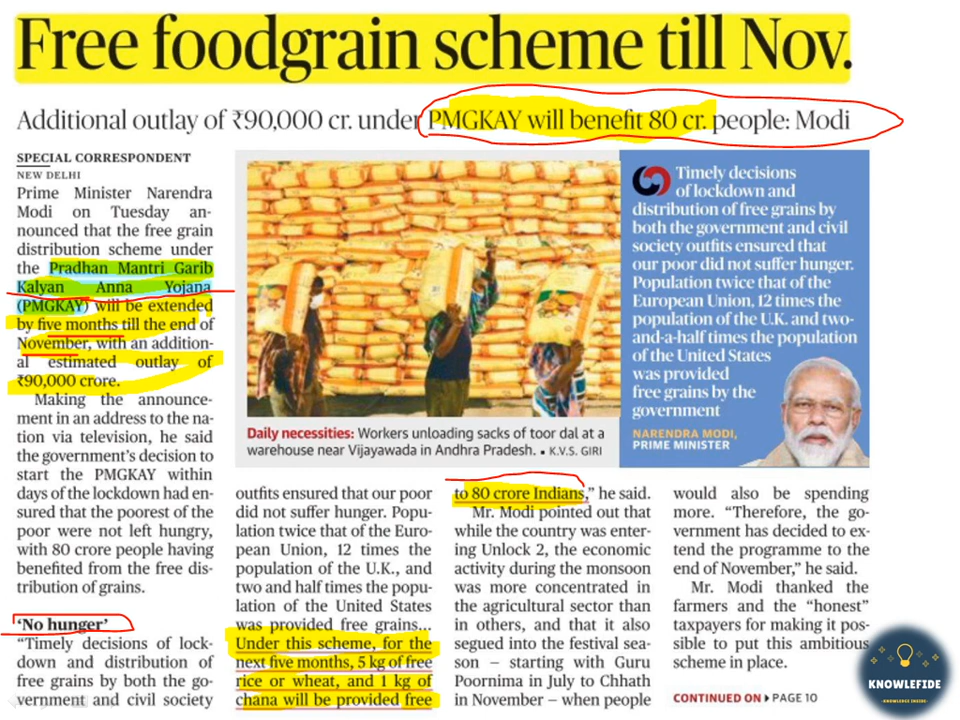 Free foodgrain scheme till Nov.
Additional outlay of ₹90,000 cr. under PMGKAY will benefit 80 cr. people: Modi
SPECIAL CORRESPONDENT
NEW DELHI
Prime Minister Narendra
Modi on Tuesday an-
nounced that the free grain
distribution scheme under
the Pradhan Mantri Garib
Kalyan Anna Yojana
(PMGKAY) will be extended
by five months till the end of
November, with an addition-
al estimated outlay of
₹90,000 crore.
Making the announce-
ment in an address to the na-
tion via television, he said
the government's decision to
start the PMGKAY within
days of the lockdown had en-
sured that the poorest of the
poor were not left hungry,
with 80 crore people having
benefited from the free dis-
tribution of grains.
'No hunger'
“Timely decisions of lock-
down and distribution of
free grains by both the go-
vernment and civil society
Daily necessities: Workers unloading sacks of toor dal at a
warehouse near Vijayawada in Andhra Pradesh. ▪ K.V.S. GIRI
Timely decisions
of lockdown and
distribution of free grains by
both the government and civil
society outfits ensured that
our poor did not suffer hunger.
Population twice that of the
European Union, 12 times the
population of the U.K. and two-
and-a-half times the population
of the United States
was provided
free grains by the
government
NARENDRA MODI,
PRIME MINISTER
outfits ensured that our poor
did not suffer hunger. Popu-
lation twice that of the Euro-
pean Union, 12 times the
population of the U.K., and
two and half times the popu-
lation of the United States
was provided free grains...
Under this scheme, for the
next five months, 5 kg of free
rice or wheat, and 1 kg of
chana will be provided free
to 80 crore Indians,” he said.
Mr. Modi pointed out that
while the country was enter-
ing Unlock 2, the economic
activity during the monsoon
was more concentrated in
the agricultural sector than
in others, and that it also
segued into the festival sea-
son – starting with Guru
Poornima in July to Chhath
in November – when people
would also be spending
more. “Therefore, the go-
vernment has decided to ex-
tend the programme to the
end of November,” he said.
Mr. Modi thanked the
farmers and the “honest”
taxpayers for making it pos-
sible to put this ambitious
scheme in place.
CONTINUED ON ▸ PAGE 10
KNOWLEFIDE
KNOWLEDGE INSIDE